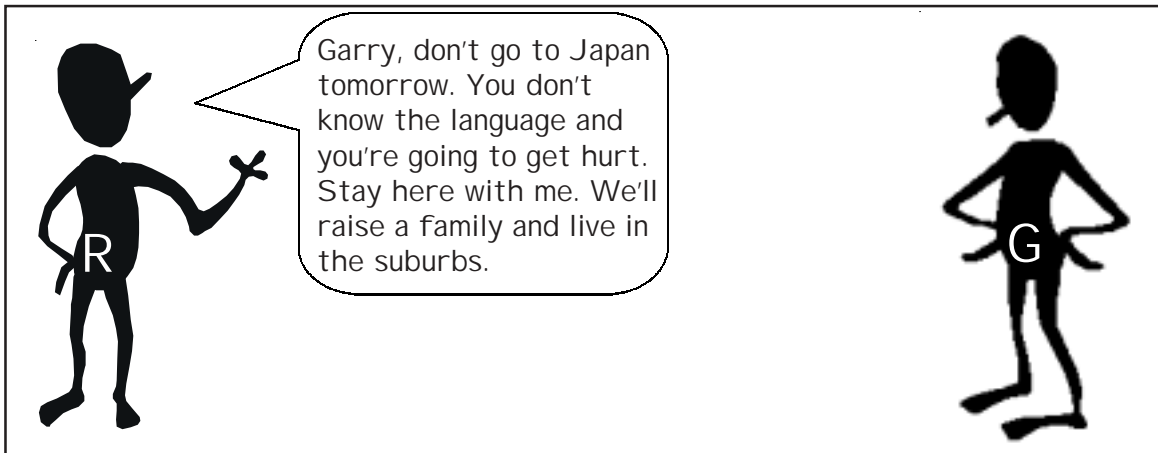 Garry, don't go to Japan
tomorrow. You don't
know the language and
you're going to get hurt.
Stay here with me. We'll
raise a family and live in
the suburbs.
R
G